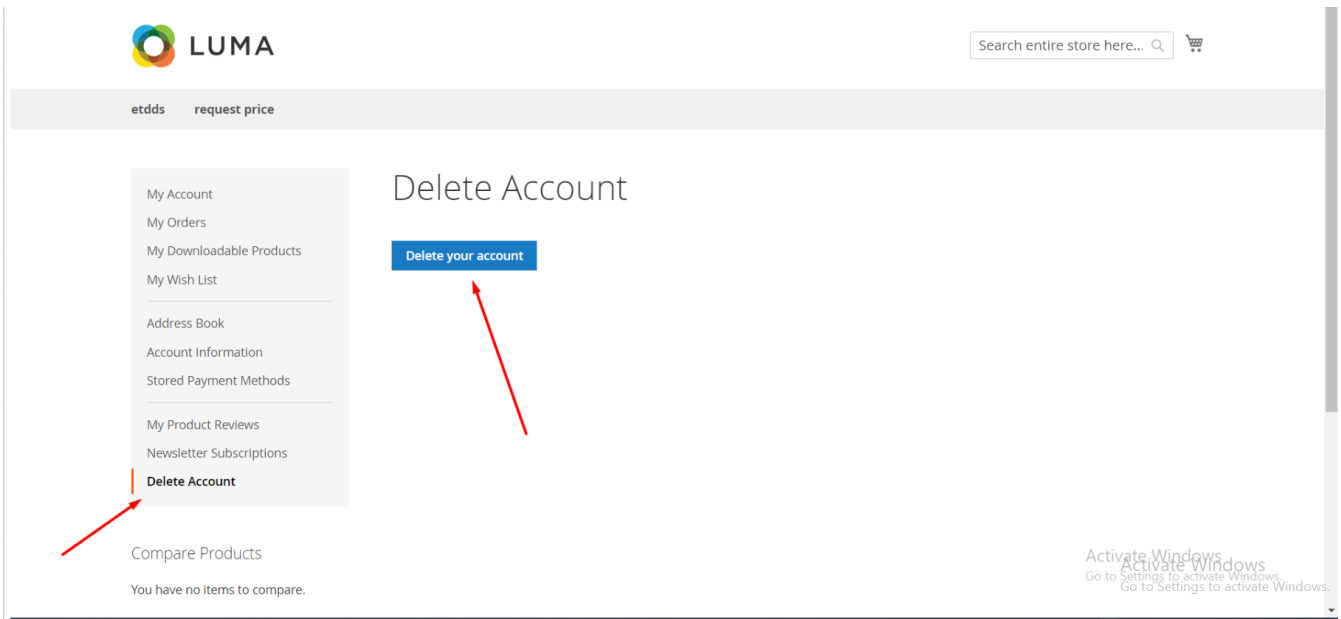 LUMA
Search entire store here...
etdds request price
My Account
My Orders
My Downloadable Products
My Wish List
Address Book
Account Information
Stored Payment Methods
My Product Reviews
Newsletter Subscriptions
Delete Account
Delete Account
Delete your account
Compare Products
You have no items to compare.
Activate Windows
Go to Settings to activate Windows.
Activate Windows
Go to Settings to activate Windows.